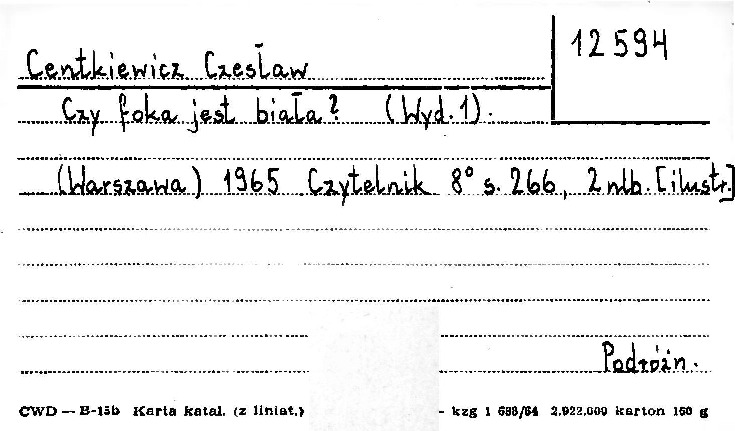 12594
Centkiewicz Czesław
Czy foka jest biała? (Wyd. 1).
(Warszawa) 1965 Czytelnik 8° s. 266, 2 nlb. [ilustr.]
Podróżn.
CWD — B-15b Karta katal. (z liniat.) - kzg 1 688/64 2.922.000 karton 160 g